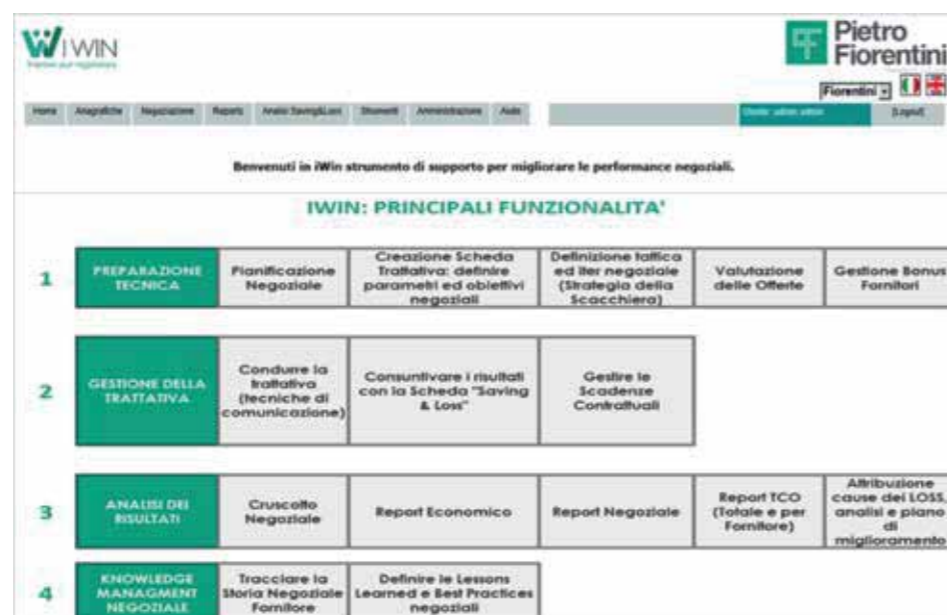 iWIN
Pietro
Fiorentini
Fiorentini
Home Anagrafiche Negoziazione Reports Analisi Saving&Loss Strumenti Amministrazione Aiuto [Logout]
Benvenuti in iWin strumento di supporto per migliorare le performance negoziali.
IWIN: PRINCIPALI FUNZIONALITA'
1
PREPARAZIONE
TECNICA
Pianificazione
Negoziale
Creazione Scheda
Trattativa: definire
parametri ed obiettivi
negoziali
Definizione tattica
ed iter negoziale
(Strategia della
Scacchiera)
Valutazione
delle Offerte
Gestione Bonus
Fornitori
2
GESTIONE DELLA
TRATTATIVA
Condurre la
trattativa
(tecniche di
comunicazione)
Consuntivare i risultati
con la Scheda "Saving
& Loss"
Gestire le
Scadenze
Contrattuali
3
ANALISI DEI
RISULTATI
Cruscotto
Negoziale
Report Economico
Report Negoziale
Report TCO
(Totale e per
Fornitore)
Attribuzione
cause dei LOSS,
analisi e piano
di
miglioramento
4
KNOWLEDGE
MANAGMENT
NEGOZIALE
Tracciare la
Storia Negoziale
Fornitore
Definire le Lessons
Learned e Best Practices
negoziali